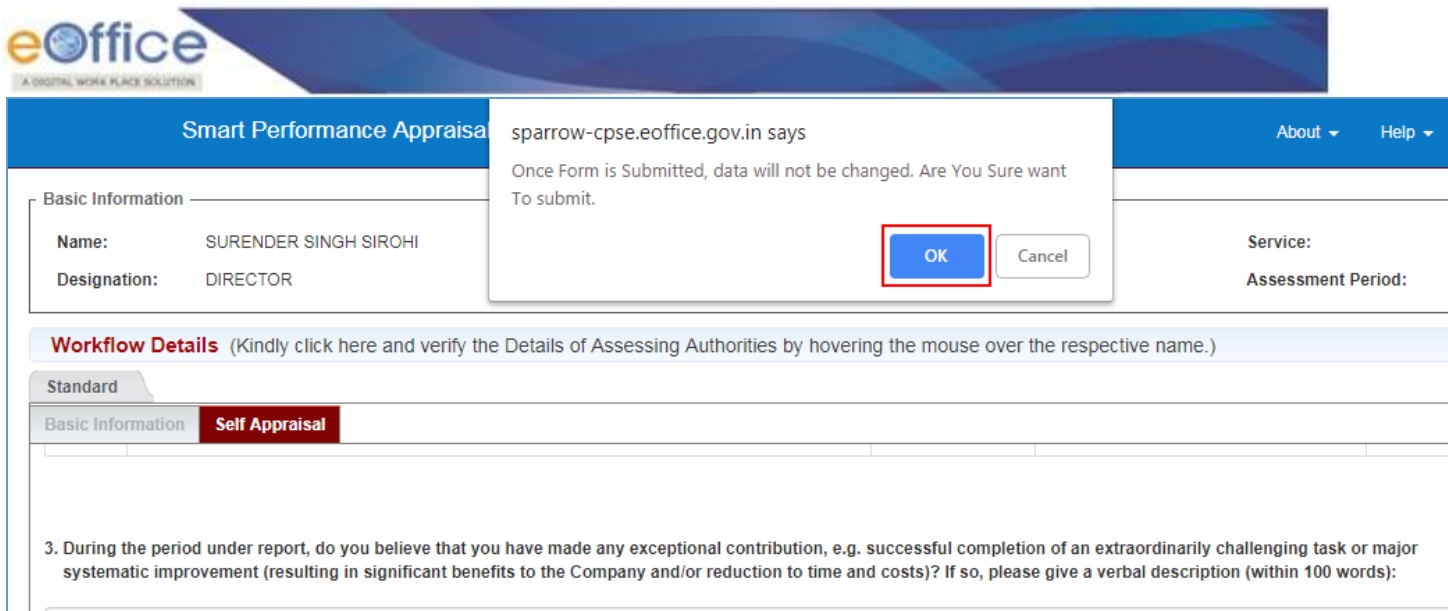 eOffice
A DIGITAL WORK PLACE SOLUTION
Smart Performance Appraisal
About
Help
sparrow-cpse.eoffice.gov.in says
Once Form is Submitted, data will not be changed. Are You Sure want
To submit.
OK
Cancel
Basic Information
Name: SURENDER SINGH SIROHI
Service:
Designation: DIRECTOR
Assessment Period:
Workflow Details (Kindly click here and verify the Details of Assessing Authorities by hovering the mouse over the respective name.)
Standard
Basic Information
Self Appraisal
3. During the period under report, do you believe that you have made any exceptional contribution, e.g. successful completion of an extraordinarily challenging task or major
systematic improvement (resulting in significant benefits to the Company and/or reduction to time and costs)? If so, please give a verbal description (within 100 words):